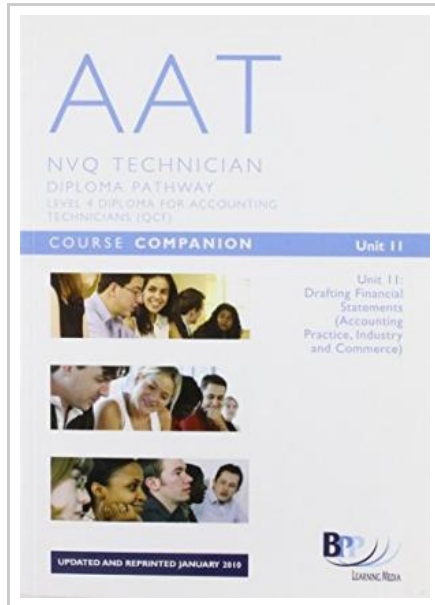 AAT
NVQ TECHNICIAN
DIPLOMA PATHWAY
LEVEL 4 DIPLOMA FOR ACCOUNTING
TECHNICIANS (QCF)
COURSE COMPANION Unit 11
Unit 11:
Drafting Financial
Statements
(Accounting
Practice, Industry
and Commerce)
UPDATED AND REPRINTED JANUARY 2010
BPP
LEARNING MEDIA